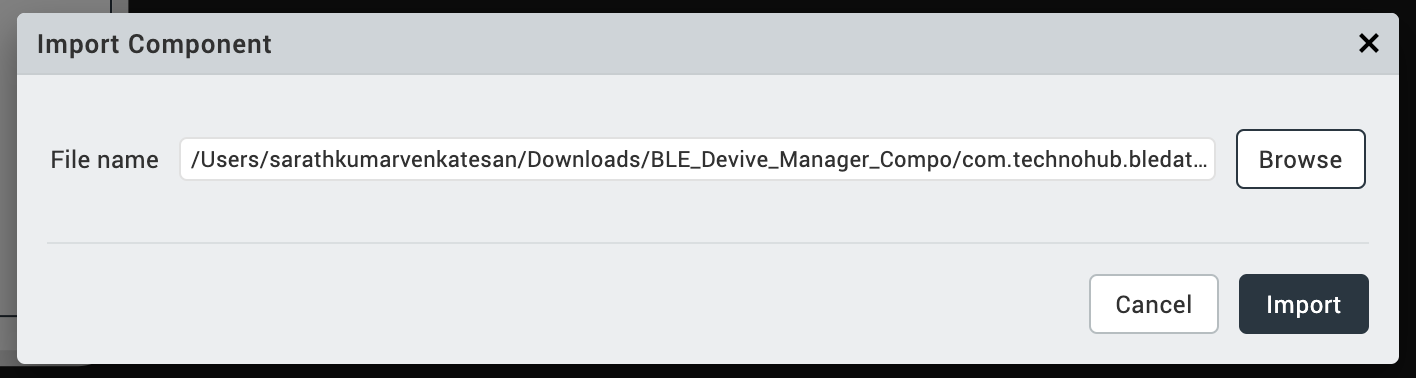 Import Component
File name /Users/sarathkumarvenkatesan/Downloads/BLE_Devive_Manager_Compo/com.technohub.bledat... Browse
Cancel Import